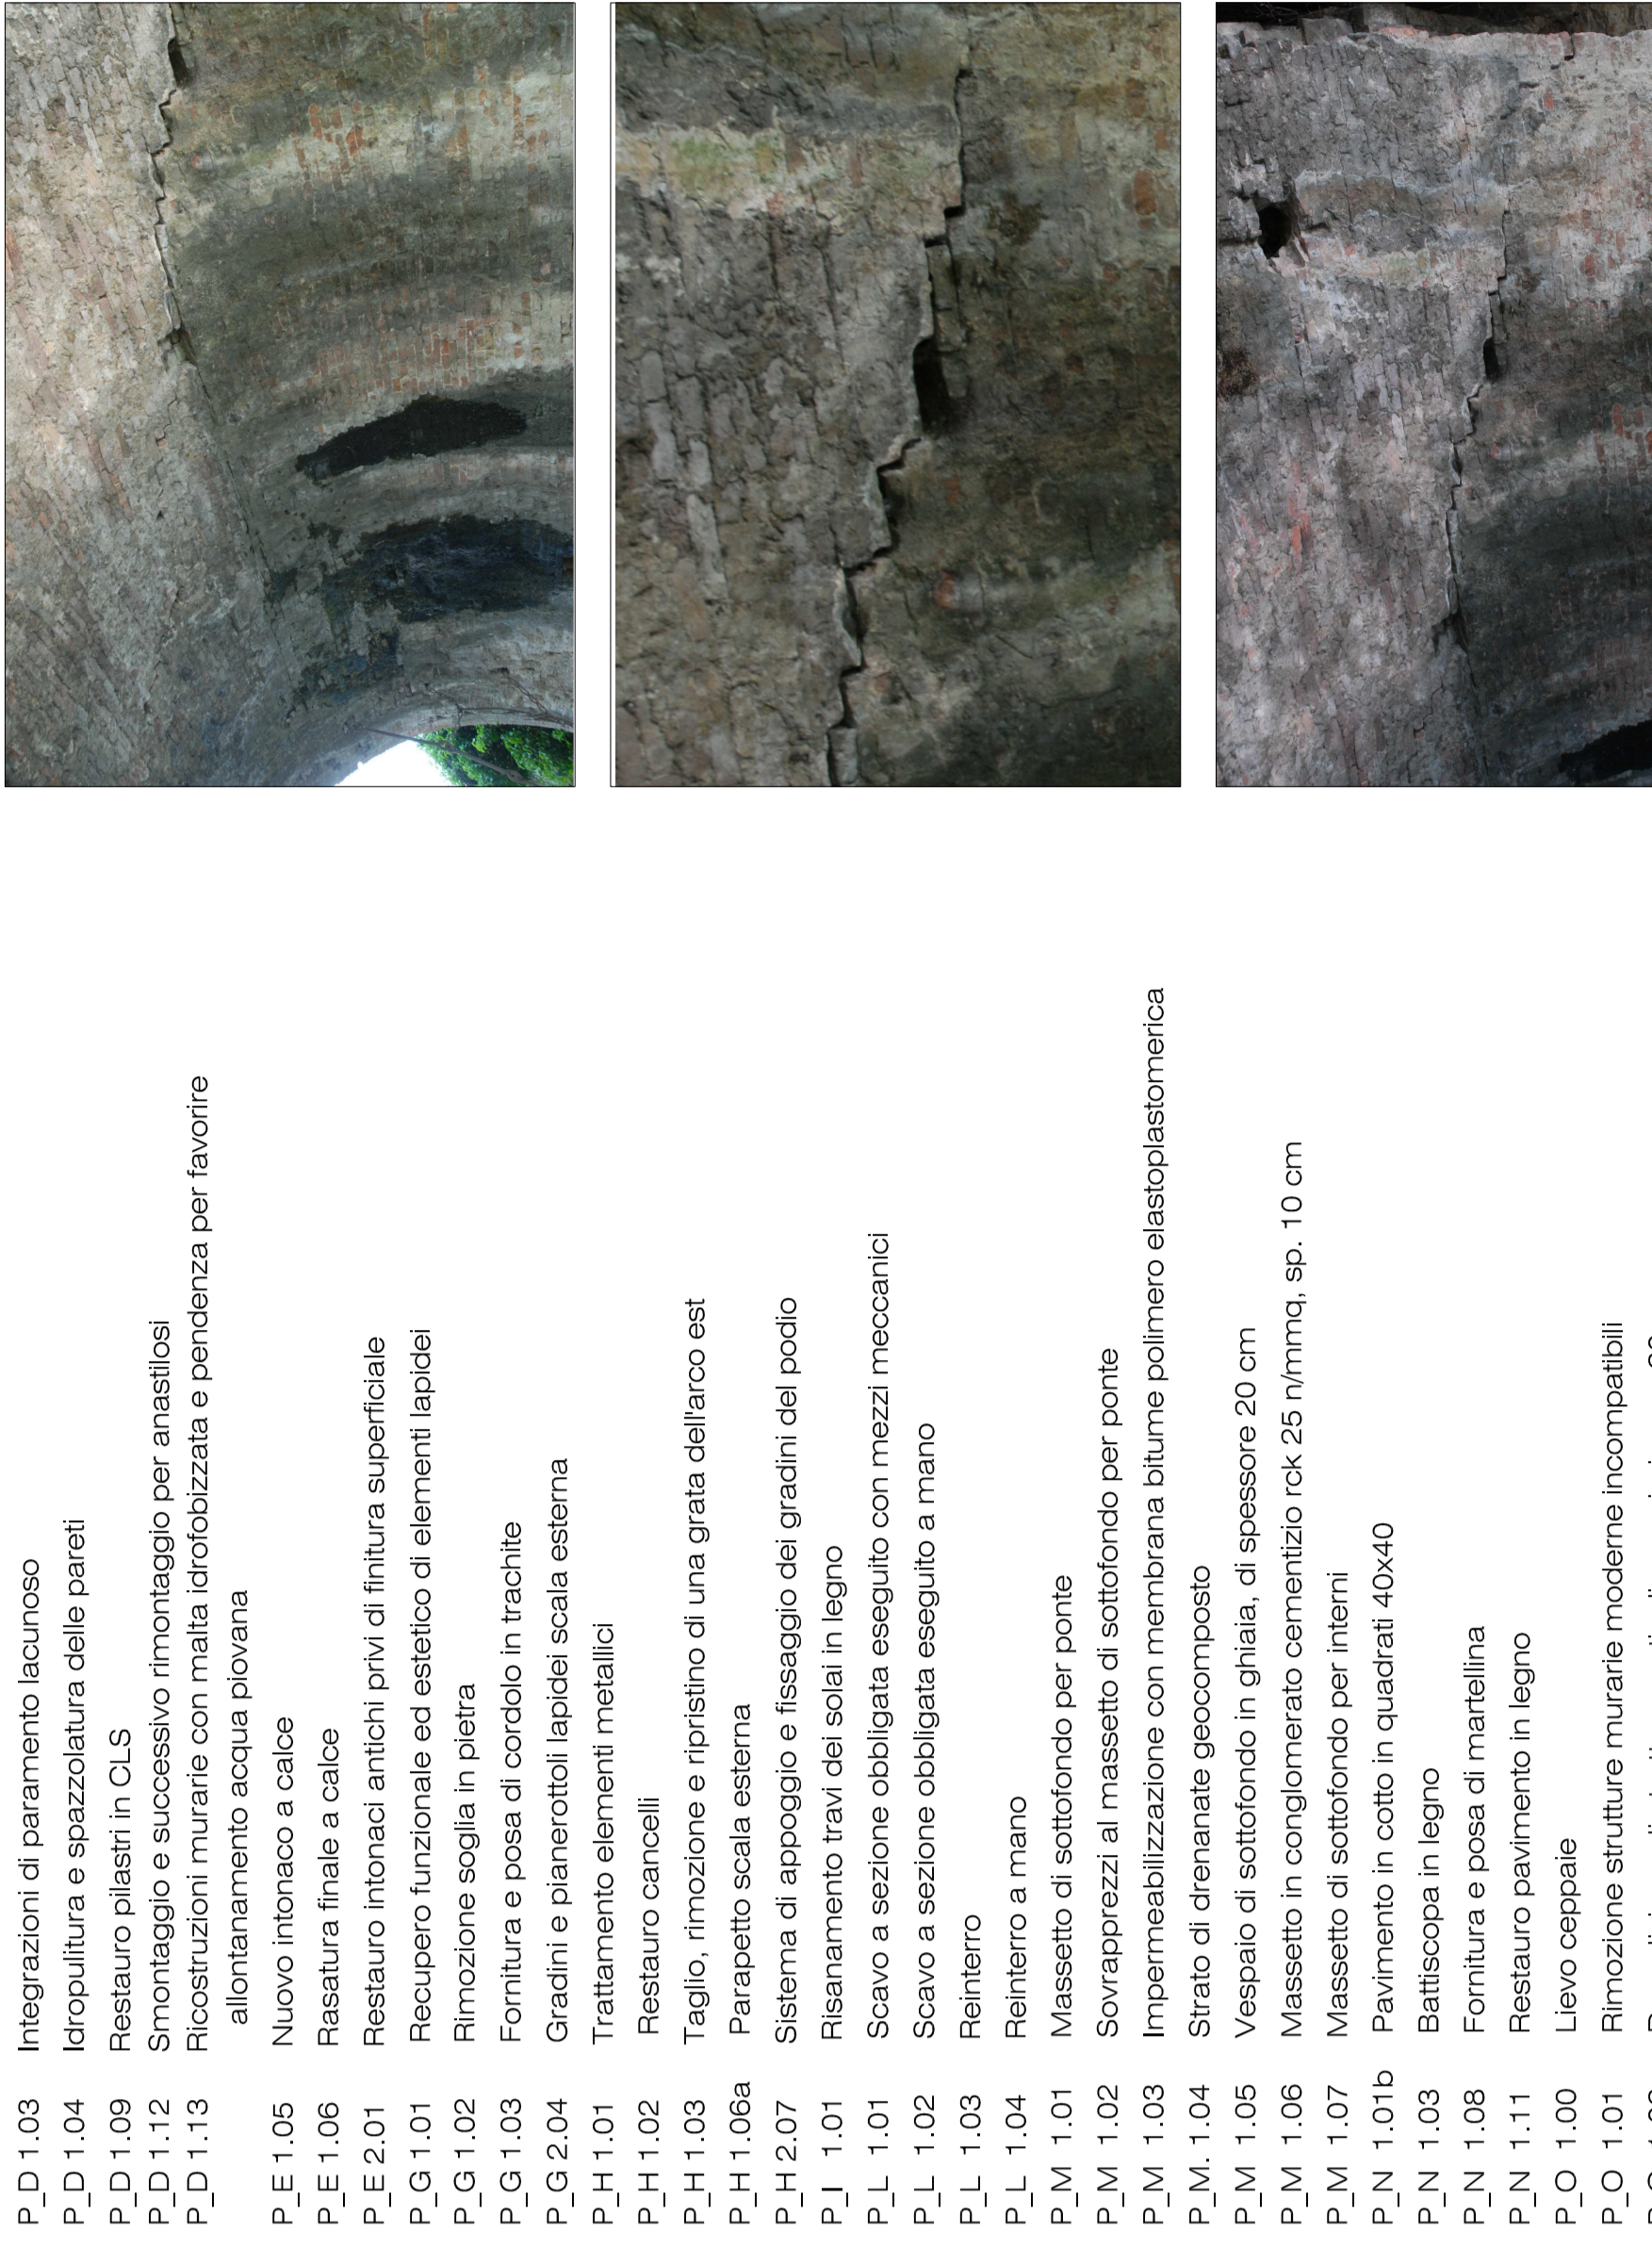 P_D 1.03 Integrazioni di paramento lacunoso
P_D 1.04 Idropulitura e spazzolatura delle pareti
P_D 1.09 Restauro pilastri in CLS
P_D 1.12 Smontaggio e successivo rimontaggio per anastilosi
P_D 1.13 Ricostruzioni murarie con malta idrofobizzata e pendenza per favorire
allontanamento acqua piovana
P_E 1.05 Nuovo intonaco a calce
P_E 1.06 Rasatura finale a calce
P_E 2.01 Restauro intonaci antichi privi di finitura superficiale
P_G 1.01 Recupero funzionale ed estetico di elementi lapidei
P_G 1.02 Rimozione soglia in pietra
P_G 1.03 Fornitura e posa di cordolo in trachite
P_G 2.04 Gradini e pianerottoli lapidei scala esterna
P_H 1.01 Trattamento elementi metallici
P_H 1.02 Restauro cancelli
P_H 1.03 Taglio, rimozione e ripristino di una grata dell'arco est
P_H 1.06a Parapetto scala esterna
P_H 2.07 Sistema di appoggio e fissaggio dei gradini del podio
P_I 1.01 Risanamento travi dei solai in legno
P_L 1.01 Scavo a sezione obbligata eseguito con mezzi meccanici
P_L 1.02 Scavo a sezione obbligata eseguito a mano
P_L 1.03 Reinterro
P_L 1.04 Reinterro a mano
P_M 1.01 Massetto di sottofondo per ponte
P_M 1.02 Sovrapprezzi al massetto di sottofondo per ponte
P_M 1.03 Impermeabilizzazione con membrana bitume polimero elastoplastomerica
P_M. 1.04 Strato di drenante geocomposto
P_M 1.05 Vespaio di sottofondo in ghiaia, di spessore 20 cm
P_M 1.06 Massetto in conglomerato cementizio rck 25 n/mmq, sp. 10 cm
P_M 1.07 Massetto di sottofondo per interni
P_N 1.01b Pavimento in cotto in quadrati 40x40
P_N 1.03 Battiscopa in legno
P_N 1.08 Fornitura e posa di martellina
P_N 1.11 Restauro pavimento in legno
P_O 1.00 Lievo ceppaie
P_O 1.01 Rimozione strutture murarie moderne incompatibili